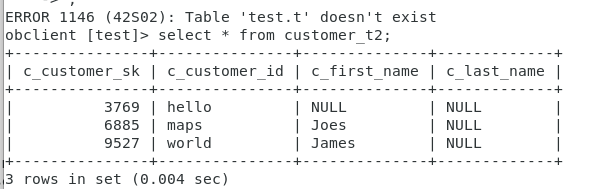 ERROR 1146 (42S02): Table 'test.t' doesn't exist
obclient [test]> select * from customer_t2;
+---------------+---------------+--------------+-------------+
| c_customer_sk | c_customer_id | c_first_name | c_last_name |
+---------------+---------------+--------------+-------------+
|          3769 | hello         | NULL         | NULL        |
|          6885 | maps          | Joes         | NULL        |
|          9527 | world         | James        | NULL        |
+---------------+---------------+--------------+-------------+
3 rows in set (0.004 sec)